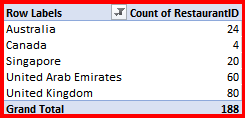 Row Labels Count of RestaurantID
Australia 24
Canada 4
Singapore 20
United Arab Emirates 60
United Kingdom 80
Grand Total 188